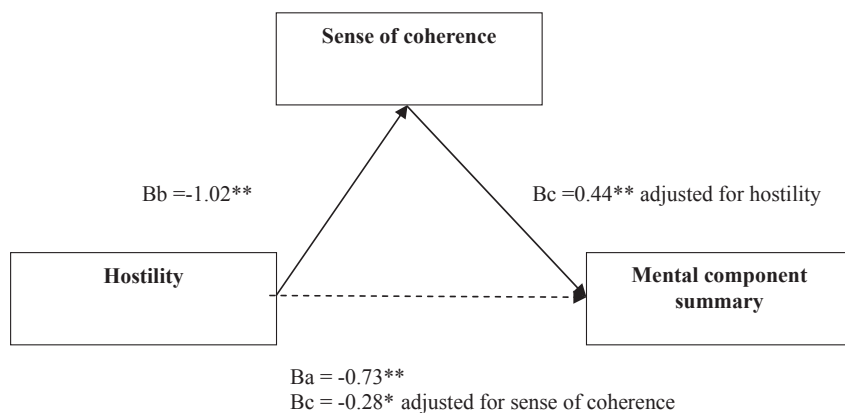 Sense of coherence
Bb =-1.02**
Bc =0.44** adjusted for hostility
Hostility
Mental component
summary
Ba = -0.73**
Bc = -0.28* adjusted for sense of coherence